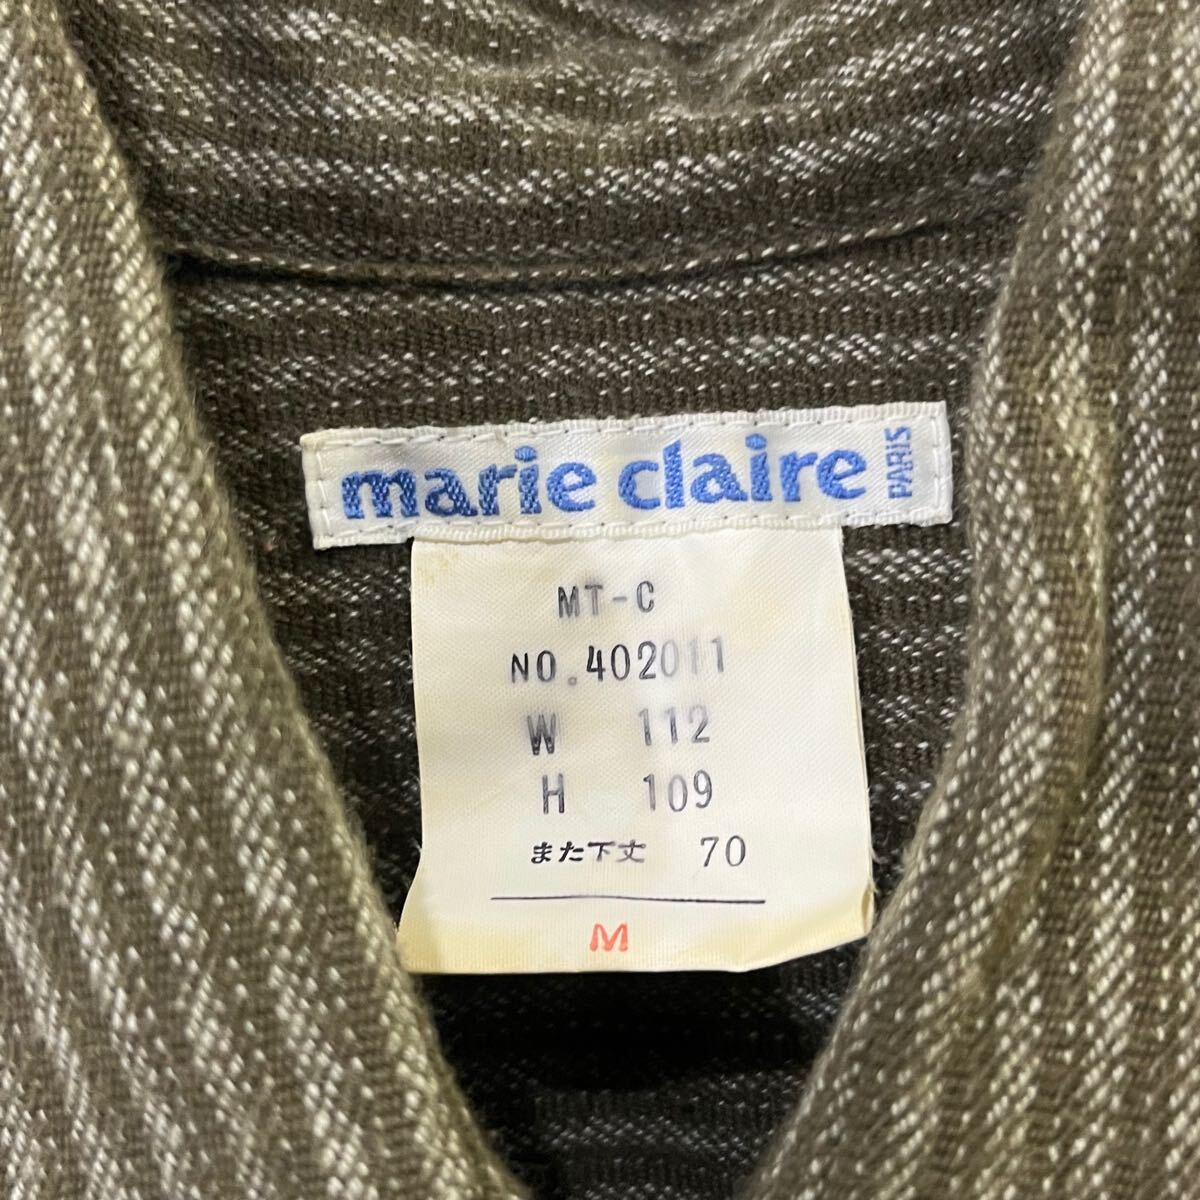 marie claire PARIS
MT-C
NO.402011
W 112
H 109
また下丈 70
M